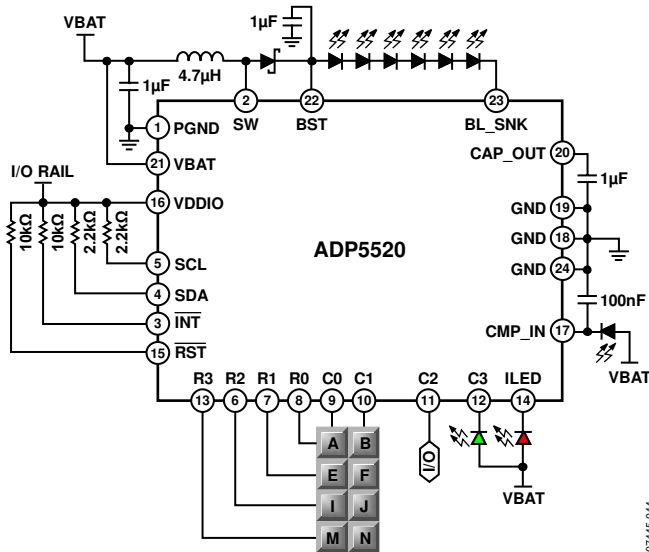 VBAT
1µF
1µF
4.7µH
2
22
23
SW
BST
BL_SNK
1
PGND
21
VBAT
I/O RAIL
16
VDDIO
10kΩ
10kΩ
2.2kΩ
2.2kΩ
5
SCL
4
SDA
3
INT
15
RST
ADP5520
CAP_OUT
20
1µF
GND
19
GND
18
GND
24
100nF
CMP_IN
17
VBAT
R3
R2
R1
R0
C0
C1
C2
C3
ILED
13
6
7
8
9
10
11
12
14
A
B
E
F
I
J
M
N
I/O
VBAT
07445-044